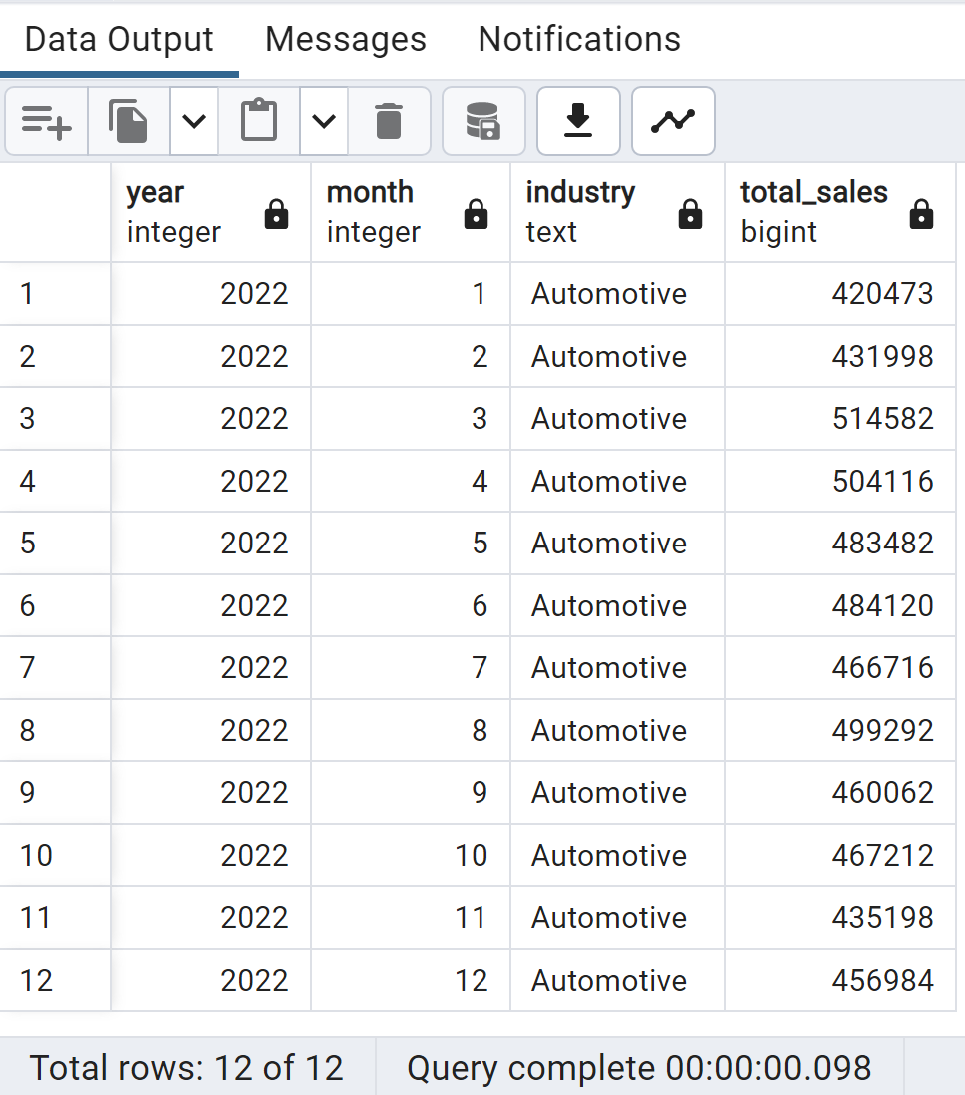 Data Output Messages Notifications
year month industry total_sales
integer integer text bigint
1 2022 1 Automotive 420473
2 2022 2 Automotive 431998
3 2022 3 Automotive 514582
4 2022 4 Automotive 504116
5 2022 5 Automotive 483482
6 2022 6 Automotive 484120
7 2022 7 Automotive 466716
8 2022 8 Automotive 499292
9 2022 9 Automotive 460062
10 2022 10 Automotive 467212
11 2022 11 Automotive 435198
12 2022 12 Automotive 456984
Total rows: 12 of 12 Query complete 00:00:00.098